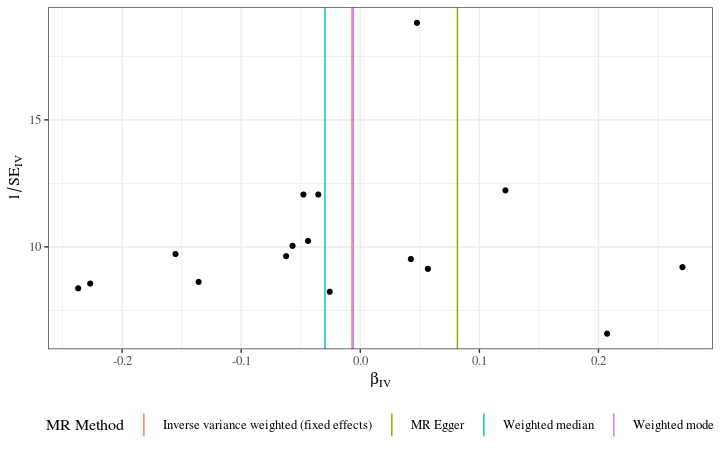 15
10
1/SE_IV
-0.2 -0.1 0.0 0.1 0.2
β_IV
MR Method Inverse variance weighted (fixed effects) MR Egger Weighted median Weighted mode